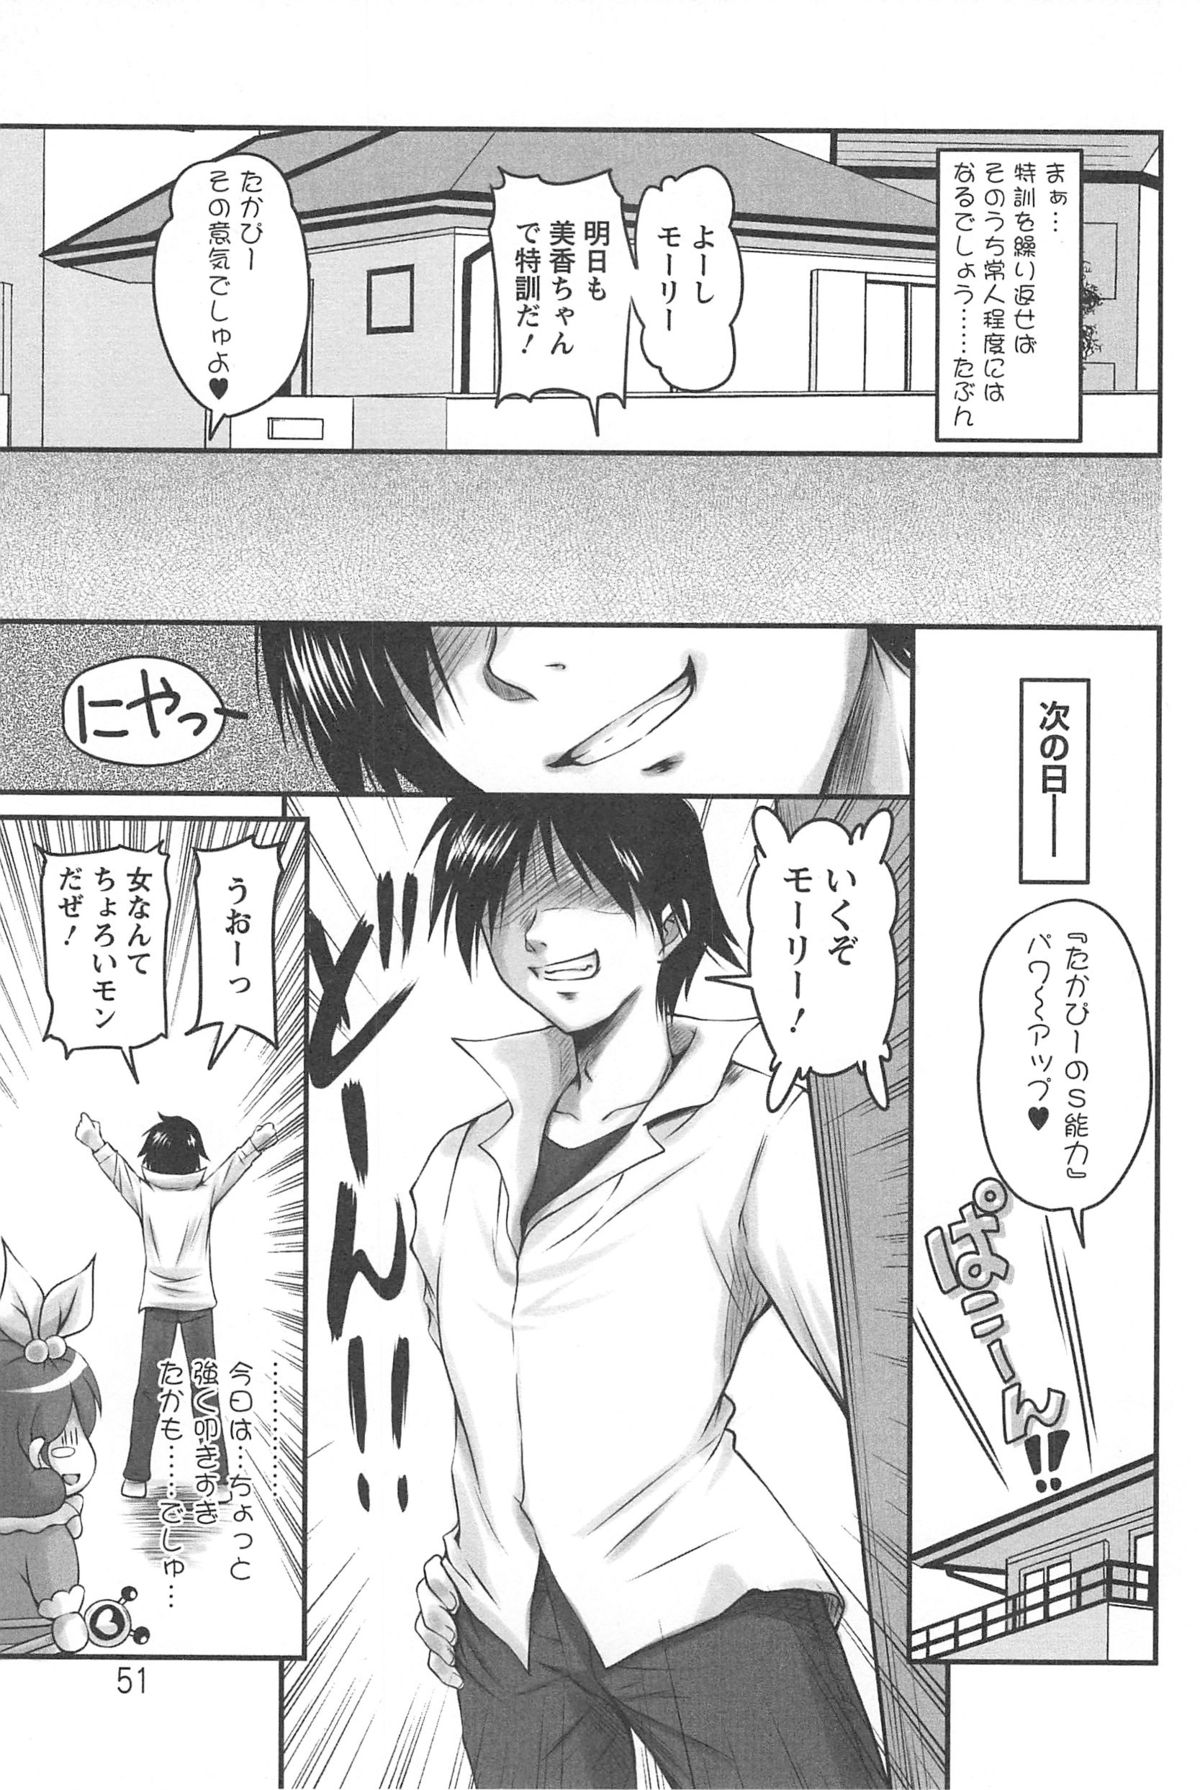 まぁ…
特訓を繰り返せば
そのうち常人程度には
なるでしょう……たぶん
よーし
モーリー
明日も
美香ちゃん
で特訓だ!
たかぴー
その意気でしゅよ♥
次の日──
『たかぴーのS能力』
パワ〜アップ♥
ぱこーん!!
にやっ
いくぞ
モーリー!
どーん!!
うおーっ
女なんて
ちょろいモン
だぜ!
…………
今日は…ちょっと
強く叩きすぎ
たかも……でしゅ…
51